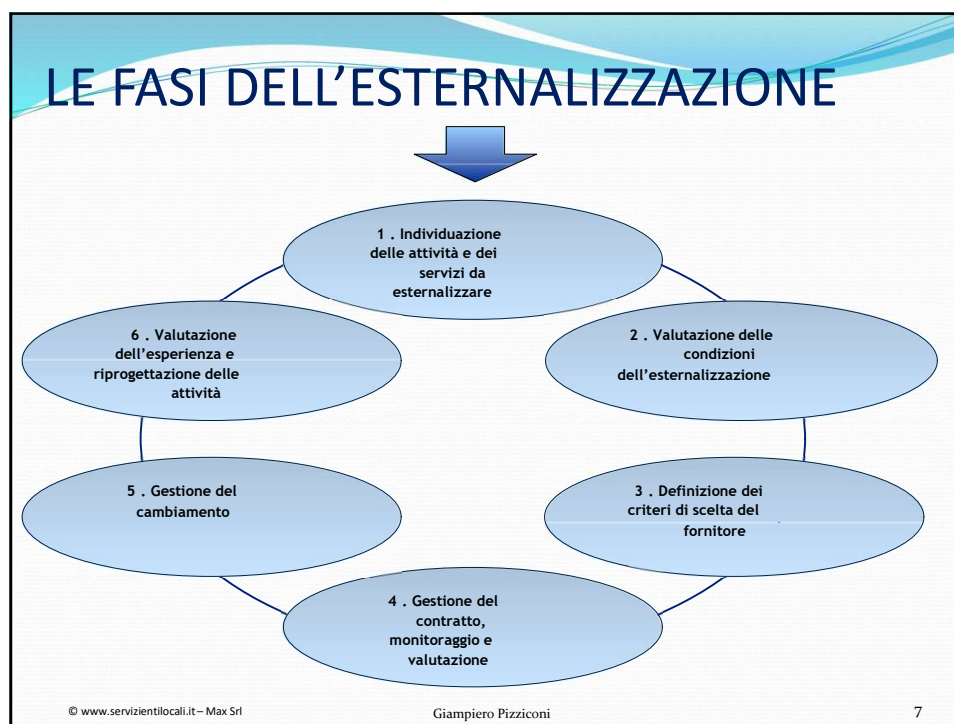 LE FASI DELL’ESTERNALIZZAZIONE
1 . Individuazione
delle attività e dei
servizi da
esternalizzare
2 . Valutazione delle
condizioni
dell’esternalizzazione
3 . Definizione dei
criteri di scelta del
fornitore
4 . Gestione del
contratto,
monitoraggio e
valutazione
5 . Gestione del
cambiamento
6 . Valutazione
dell’esperienza e
riprogettazione delle
attività
© www.servizientilocali.it – Max Srl
Giampiero Pizziconi
7